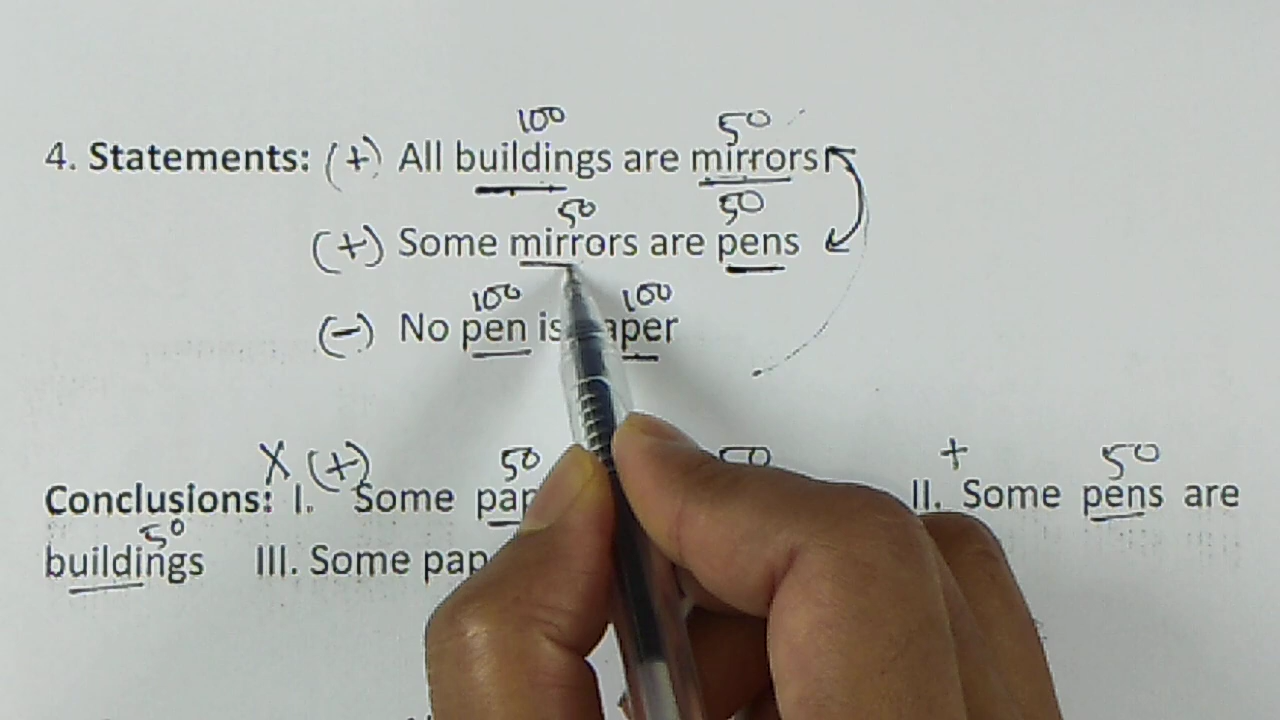 100 50
4. Statements: (+) All buildings are mirrors
50 50
(+) Some mirrors are pens
100 100
(-) No pen is
X (+) 50 50 + 50
Conclusions: I. Some II. Some pens are
50
buildings III. Some